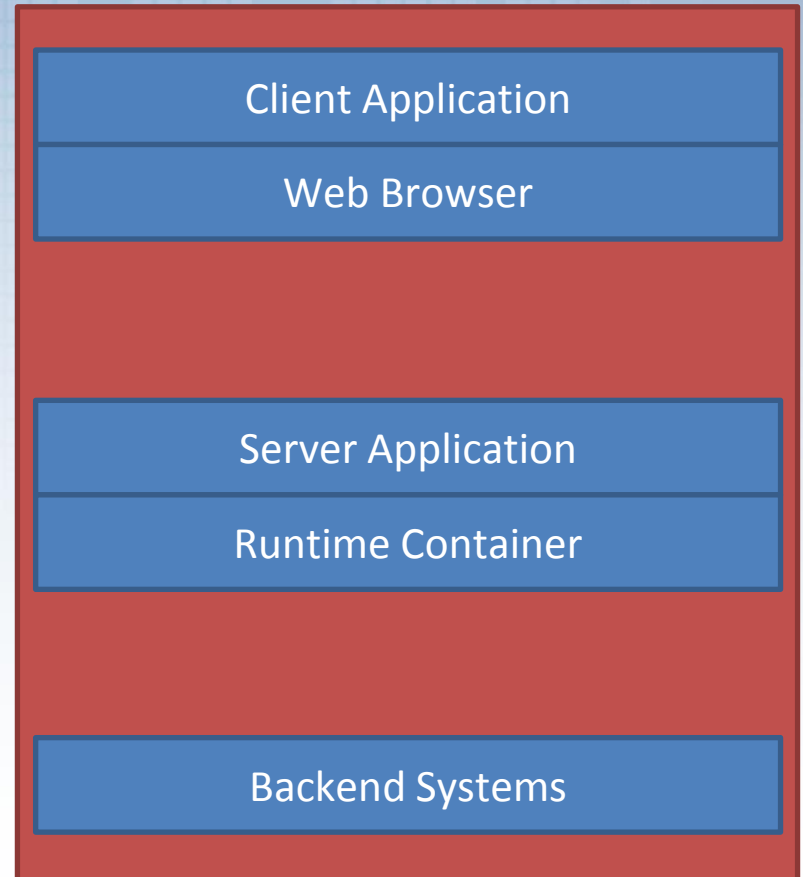 Client Application
Web Browser
Server Application
Runtime Container
Backend Systems